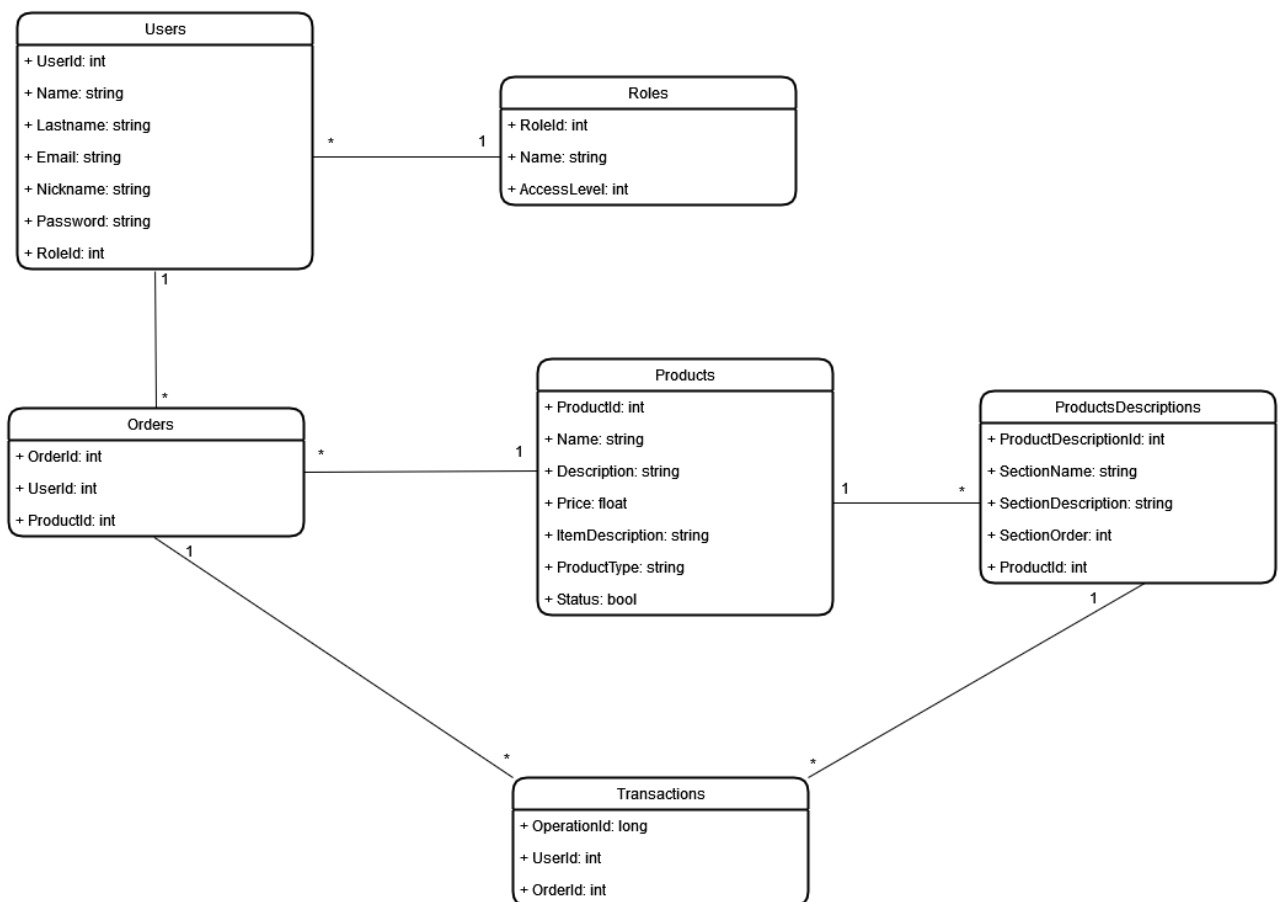 Users
+ UserId: int
+ Name: string
+ Lastname: string
+ Email: string
+ Nickname: string
+ Password: string
+ RoleId: int
Roles
+ RoleId: int
+ Name: string
+ AccessLevel: int
*
1
1
*
Orders
+ OrderId: int
+ UserId: int
+ ProductId: int
*
1
Products
+ ProductId: int
+ Name: string
+ Description: string
+ Price: float
+ ItemDescription: string
+ ProductType: string
+ Status: bool
1
*
ProductsDescriptions
+ ProductDescriptionId: int
+ SectionName: string
+ SectionDescription: string
+ SectionOrder: int
+ ProductId: int
1
1
*
*
Transactions
+ OperationId: long
+ UserId: int
+ OrderId: int